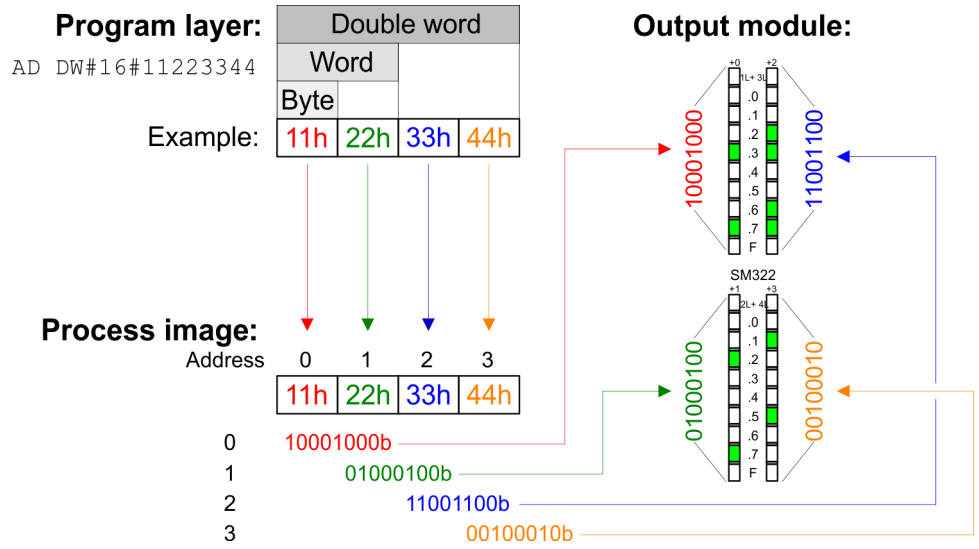 Program layer:
AD DW#16#11223344
Double word
Word
Byte
Example:
11h 22h 33h 44h
Process image:
Address 0 1 2 3
11h 22h 33h 44h
0 10001000b
1 01000100b
2 11001100b
3 00100010b
Output module:
+0 +2
1L+ 3L
.0
.1
.2
.3
.4
.5
.6
.7
F
10001000
11001100
SM322
+1 +3
2L+ 4L
.0
.1
.2
.3
.4
.5
.6
.7
F
01000100
00100010